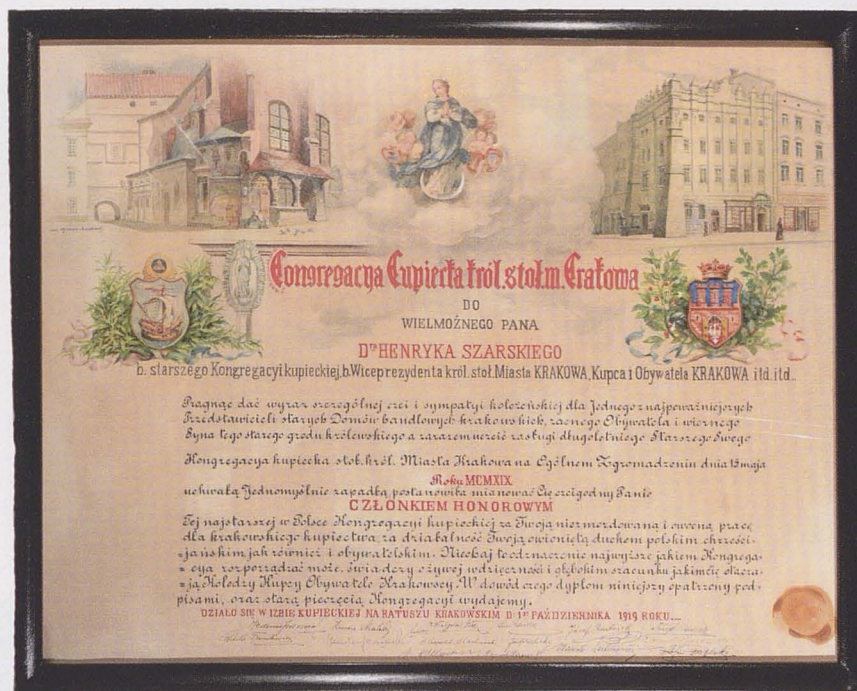 Congregacya Cupiecka król. stoł. m. Crakowa
DO
WIELMOŻNEGO PANA
Dra HENRYKA SZARSKIEGO
b. starszego Kongregacyi kupieckiej, b. Wiceprezydenta król. stoł. Miasta KRAKOWA, Kupca i Obywatela KRAKOWA itd. itd..
Pragnąc dać wyraz szczególnej czci i sympatyi koleżeńskiej dla Jednego z najpoważniejszych
Przedstawicieli starych Domów handlowych krakowskich, zacnego Obywatela i wiernego
Syna tego starego grodu królewskiego a zarazem uczcić zasługi długoletniego Starszego Swego
Kongregacya kupiecka stoł. król. Miasta Krakowa na Ogólnem Zgromadzeniu dnia 13 maja
Roku MCMXIX
uchwałą Jednomyślnie zapadłą, postanowiła mianować Cię czcigodny Panie
CZŁONKIEM HONOROWYM
Tej najstarszej w Polsce Kongregacyi kupieckiej za Twoją niezmordowaną i owocną pracę
dla krakowskiego kupiectwa, za działalność Twoją owioniętą duchem polskim chrześci-
-jańskim, jak również i obywatelskim. Niechaj to odznaczenie najwyższe jakiem Kongrega-
-cya rozporządzać może, świadczy o żywej wdzięczności i głębokim szacunku jakim Cię otacza-
-ją Koledzy Kupcy Obywatele Krakowscy. W dowód czego dyplom niniejszy opatrzony pod-
pisami, oraz starą pieczęcią Kongregacyi wydajemy.
DZIAŁO SIĘ W IZBIE KUPIECKIEJ NA RATUSZU KRAKOWSKIM D. 1go PAŹDZIERNIKA 1919 ROKU.